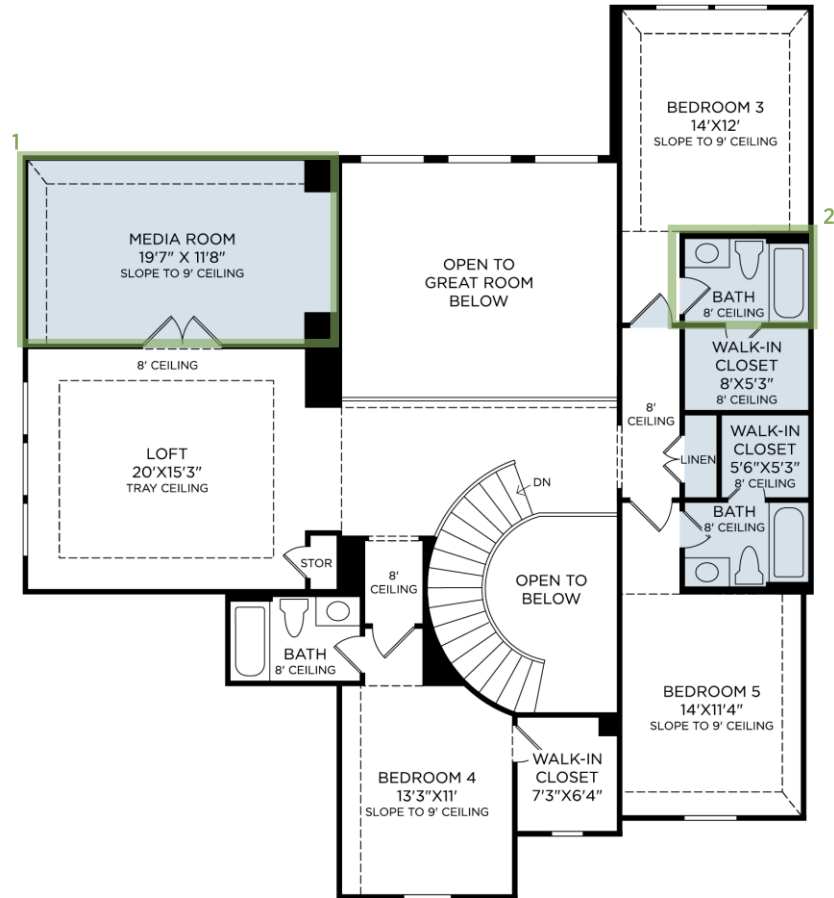 BEDROOM 3
14'X12'
SLOPE TO 9' CEILING
1
MEDIA ROOM
19'7" X 11'8"
SLOPE TO 9' CEILING
OPEN TO
GREAT ROOM
BELOW
2
BATH
8' CEILING
WALK-IN
CLOSET
8'X5'3"
8' CEILING
8' CEILING
8'
CEILING
LOFT
20'X15'3"
TRAY CEILING
LINEN
WALK-IN
CLOSET
5'6"X5'3"
8' CEILING
DN
BATH
8' CEILING
STOR
8'
CEILING
OPEN TO
BELOW
BATH
8' CEILING
BEDROOM 5
14'X11'4"
SLOPE TO 9' CEILING
BEDROOM 4
13'3"X11'
SLOPE TO 9' CEILING
WALK-IN
CLOSET
7'3"X6'4"